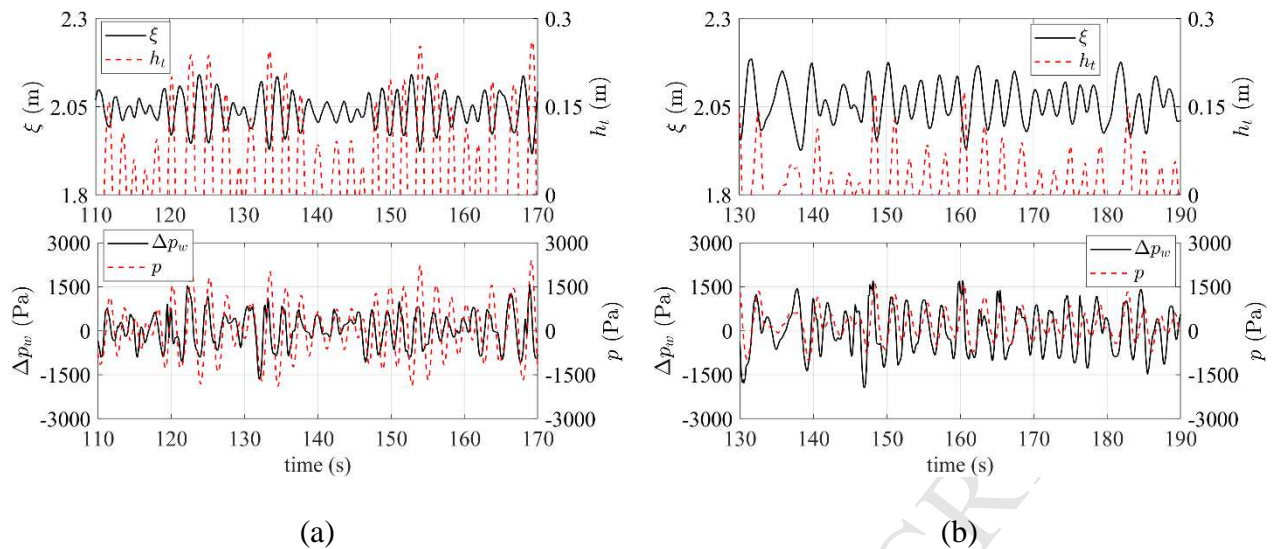 2.3
2.05
1.8
ξ (m)
ξ
h_t
0.3
0.15
0
h_t (m)
110 120 130 140 150 160 170
3000
1500
0
-1500
-3000
Δp_w (Pa)
Δp_w
p
3000
1500
0
-1500
-3000
p (Pa)
110 120 130 140 150 160 170
time (s)
(a)
2.3
2.05
1.8
ξ (m)
ξ
h_t
0.3
0.15
0
h_t (m)
130 140 150 160 170 180 190
3000
1500
0
-1500
-3000
Δp_w (Pa)
Δp_w
p
3000
1500
0
-1500
-3000
p (Pa)
130 140 150 160 170 180 190
time (s)
(b)
CR